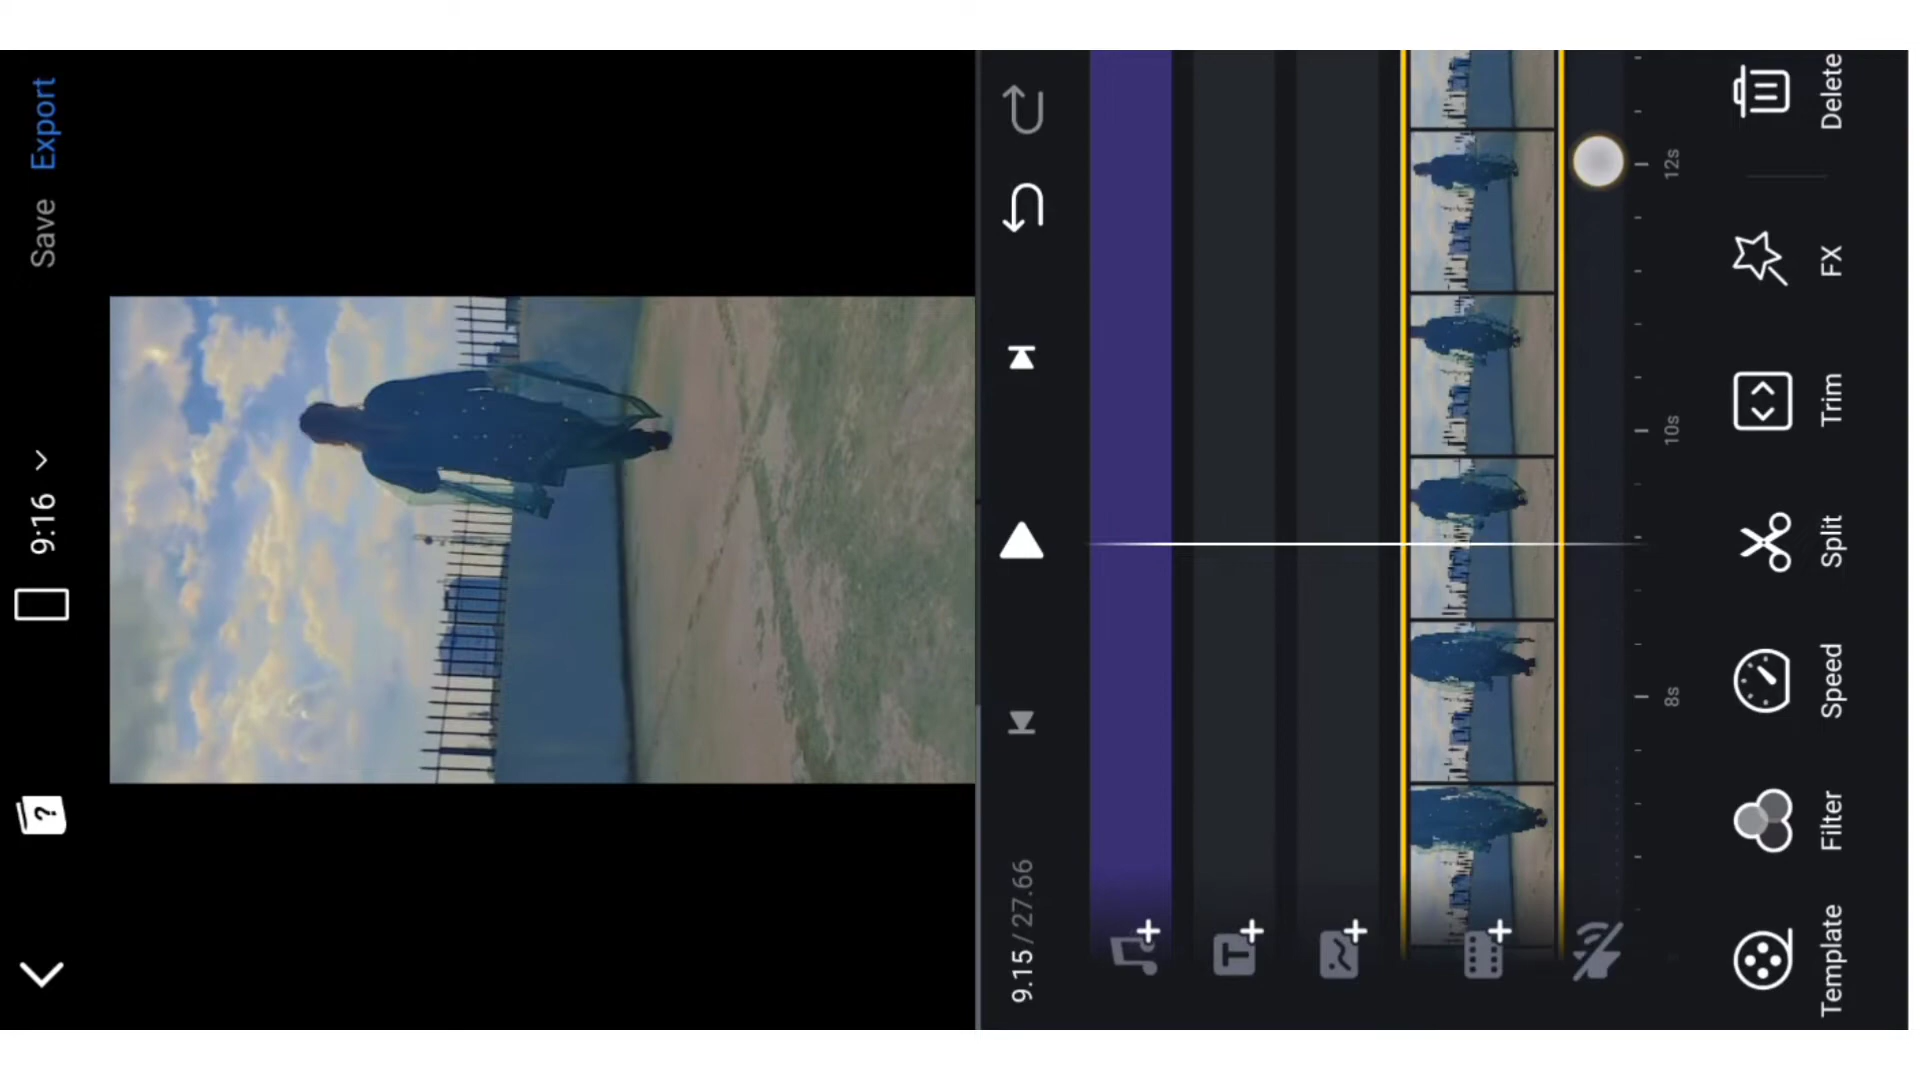 9:16
Save
Export
9.15 / 27.66
8s
10s
12s
Template
Filter
Speed
Split
Trim
FX
Delete